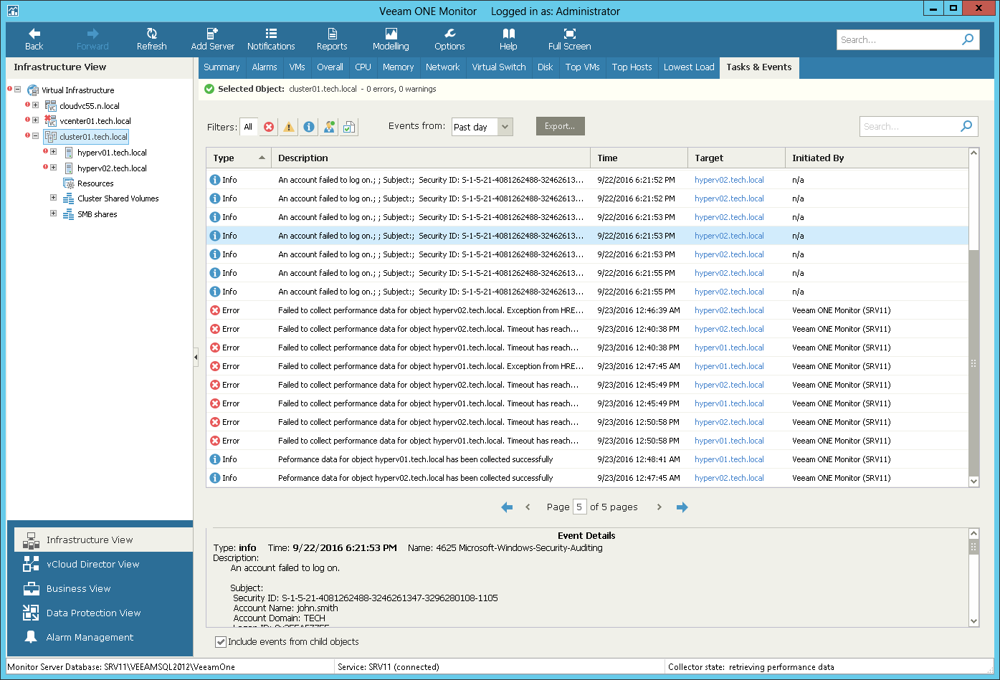 Veeam ONE Monitor Logged in as: Administrator
Back Forward Refresh Add Server Notifications Reports Modelling Options Help Full Screen Search...
Infrastructure View
Summary Alarms VMs Overall CPU Memory Network Virtual Switch Disk Top VMs Top Hosts Lowest Load Tasks & Events
Virtual Infrastructure
cloudvc55.n.local
vcenter01.tech.local
cluster01.tech.local
hyperv01.tech.local
hyperv02.tech.local
Resources
Cluster Shared Volumes
SMB shares
Infrastructure View
vCloud Director View
Business View
Data Protection View
Alarm Management
Selected Object: cluster01.tech.local - 0 errors, 0 warnings
Filters: All Events from: Past day Export... Search...
Type Description Time Target Initiated By
Info An account failed to log on.; ; Subject:; Security ID: S-1-5-21-4081262488-32462613... 9/22/2016 6:21:52 PM hyperv02.tech.local n/a
Info An account failed to log on.; ; Subject:; Security ID: S-1-5-21-4081262488-32462613... 9/22/2016 6:21:52 PM hyperv02.tech.local n/a
Info An account failed to log on.; ; Subject:; Security ID: S-1-5-21-4081262488-32462613... 9/22/2016 6:21:53 PM hyperv02.tech.local n/a
Info An account failed to log on.; ; Subject:; Security ID: S-1-5-21-4081262488-32462613... 9/22/2016 6:21:53 PM hyperv02.tech.local n/a
Info An account failed to log on.; ; Subject:; Security ID: S-1-5-21-4081262488-32462613... 9/22/2016 6:21:53 PM hyperv02.tech.local n/a
Info An account failed to log on.; ; Subject:; Security ID: S-1-5-21-4081262488-32462613... 9/22/2016 6:21:55 PM hyperv02.tech.local n/a
Info An account failed to log on.; ; Subject:; Security ID: S-1-5-21-4081262488-32462613... 9/22/2016 6:21:55 PM hyperv02.tech.local n/a
Error Failed to collect performance data for object hyperv02.tech.local. Exception from HRE... 9/23/2016 12:46:39 AM hyperv02.tech.local Veeam ONE Monitor (SRV11)
Error Failed to collect performance data for object hyperv02.tech.local. Timeout has reach... 9/23/2016 12:40:38 PM hyperv02.tech.local Veeam ONE Monitor (SRV11)
Error Failed to collect performance data for object hyperv01.tech.local. Timeout has reach... 9/23/2016 12:40:38 PM hyperv01.tech.local Veeam ONE Monitor (SRV11)
Error Failed to collect performance data for object hyperv01.tech.local. Exception from HRE... 9/23/2016 12:47:45 AM hyperv01.tech.local Veeam ONE Monitor (SRV11)
Error Failed to collect performance data for object hyperv02.tech.local. Timeout has reach... 9/23/2016 12:45:49 PM hyperv02.tech.local Veeam ONE Monitor (SRV11)
Error Failed to collect performance data for object hyperv01.tech.local. Timeout has reach... 9/23/2016 12:45:49 PM hyperv01.tech.local Veeam ONE Monitor (SRV11)
Error Failed to collect performance data for object hyperv02.tech.local. Timeout has reach... 9/23/2016 12:50:58 PM hyperv02.tech.local Veeam ONE Monitor (SRV11)
Error Failed to collect performance data for object hyperv01.tech.local. Timeout has reach... 9/23/2016 12:50:58 PM hyperv01.tech.local Veeam ONE Monitor (SRV11)
Info Peformance data for object hyperv01.tech.local has been collected successfully 9/23/2016 12:48:41 AM hyperv01.tech.local Veeam ONE Monitor (SRV11)
Info Peformance data for object hyperv02.tech.local has been collected successfully 9/23/2016 12:47:45 AM hyperv02.tech.local Veeam ONE Monitor (SRV11)
Page 5 of 5 pages
Event Details
Type: info Time: 9/22/2016 6:21:53 PM Name: 4625 Microsoft-Windows-Security-Auditing
Description:
An account failed to log on.
Subject:
Security ID: S-1-5-21-4081262488-3246261347-3296280108-1105
Account Name: john.smith
Account Domain: TECH
Include events from child objects
Monitor Server Database: SRV11\VEEAMSQL2012\VeeamOne Service: SRV11 (connected) Collector state: retrieving performance data